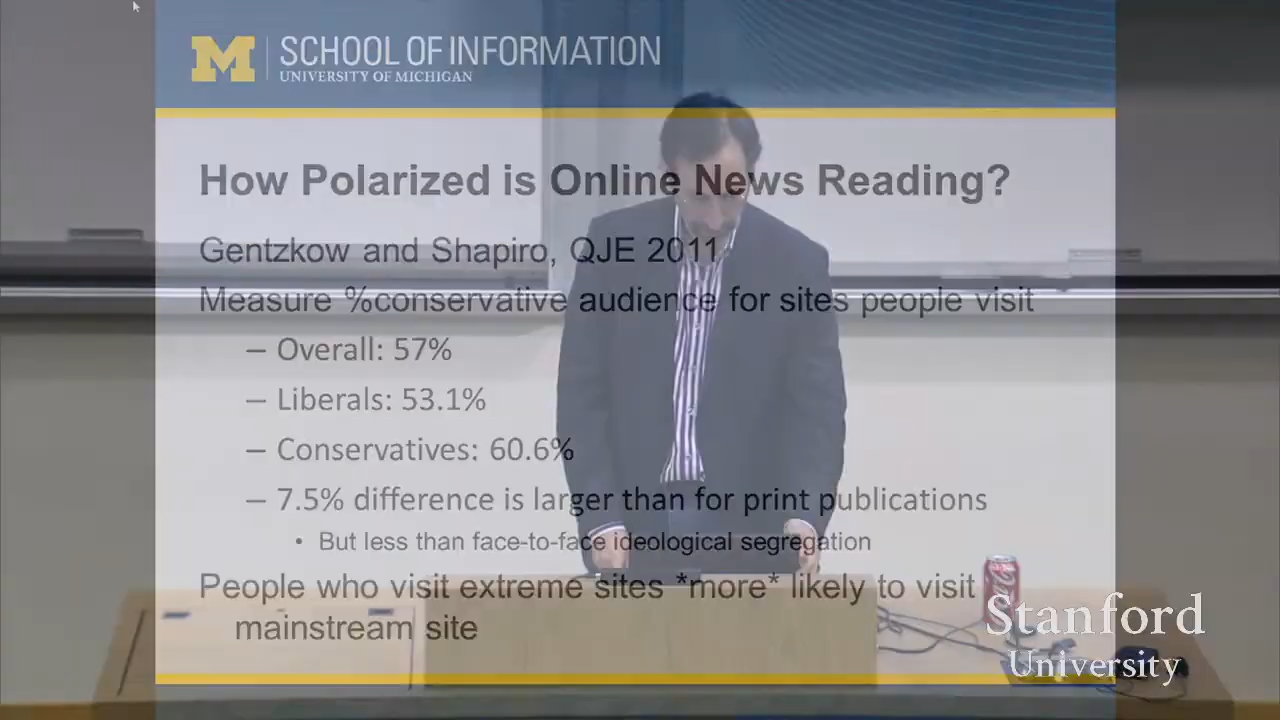 M SCHOOL OF INFORMATION
UNIVERSITY OF MICHIGAN
How Polarized is Online News Reading?
Gentzkow and Shapiro, QJE 2011
Measure %conservative audience for sites people visit
– Overall: 57%
– Liberals: 53.1%
– Conservatives: 60.6%
– 7.5% difference is larger than for print publications
• But less than face-to-face ideological segregation
People who visit extreme sites *more* likely to visit
mainstream site
Stanford
University